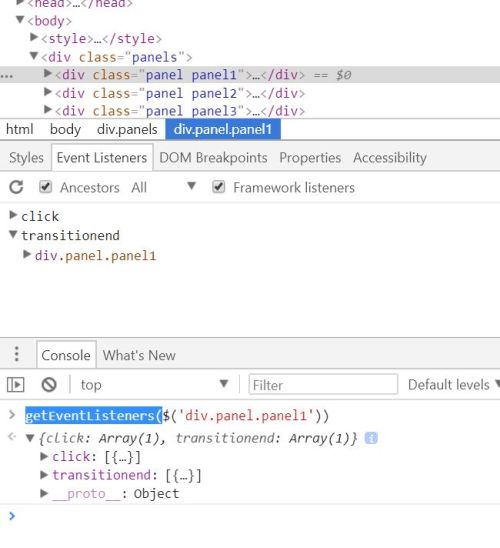 <head>…</head>
▼<body>
▶<style>…</style>
▼<div class="panels">
…▶<div class="panel panel1">…</div> == $0
▶<div class="panel panel2">…</div>
▶<div class="panel panel3">…</div>
html body div.panels div.panel.panel1
Styles Event Listeners DOM Breakpoints Properties Accessibility
Ancestors All ▼ Framework listeners
▶click
▼transitionend
▶div.panel.panel1
Console What's New
top ▼ Filter Default levels
> getEventListeners($('div.panel.panel1'))
▼{click: Array(1), transitionend: Array(1)} i
▶click: [{…}]
▶transitionend: [{…}]
▶__proto__: Object
>